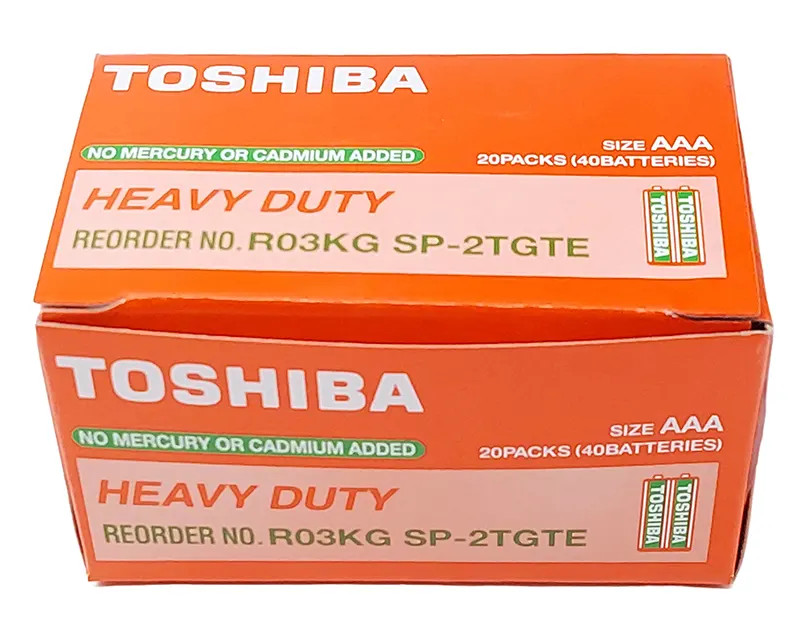 TOSHIBA
NO MERCURY OR CADMIUM ADDED
SIZE AAA
20PACKS (40BATTERIES)
HEAVY DUTY
REORDER NO. R03KG SP-2TGTE
TOSHIBA
TOSHIBA
TOSHIBA
NO MERCURY OR CADMIUM ADDED
SIZE AAA
20PACKS (40BATTERIES)
HEAVY DUTY
REORDER NO. R03KG SP-2TGTE
TOSHIBA
TOSHIBA